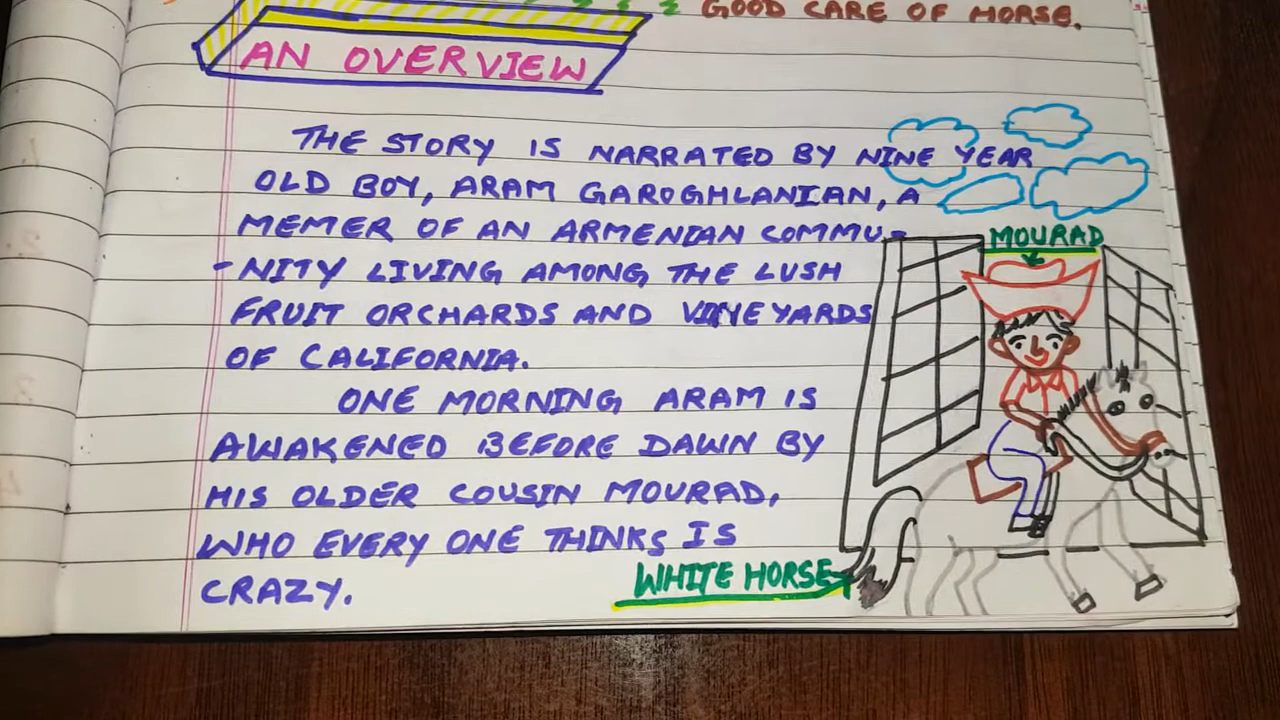 GOOD CARE OF HORSE.
AN OVERVIEW
THE STORY IS NARRATED BY NINE YEAR
OLD BOY, ARAM GAROGHLANIAN, A
MEMER OF AN ARMENIAN COMMU-
-NITY LIVING AMONG THE LUSH
FRUIT ORCHARDS AND VINEYARDS
OF CALIFORNIA.
MOURAD
ONE MORNING ARAM IS
AWAKENED BEFORE DAWN BY
HIS OLDER COUSIN MOURAD,
WHO EVERY ONE THINKS IS
CRAZY.
WHITE HORSE